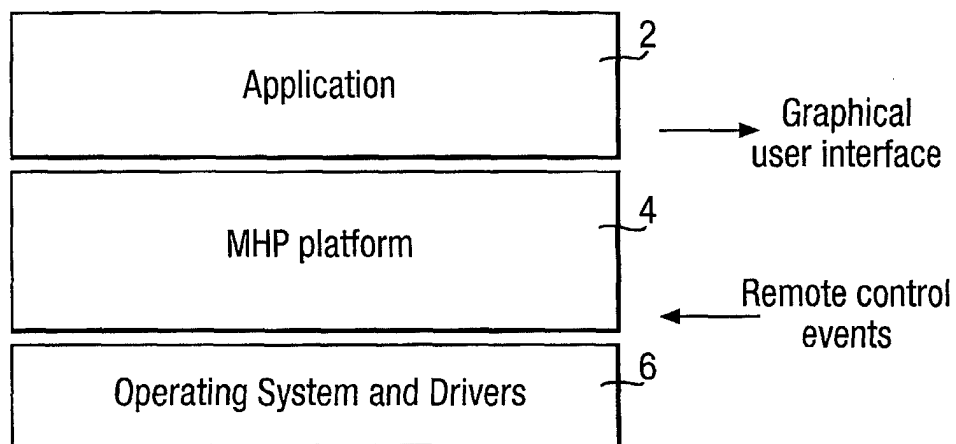 2
Application
Graphical
user interface
4
MHP platform
Remote control
events
6
Operating System and Drivers